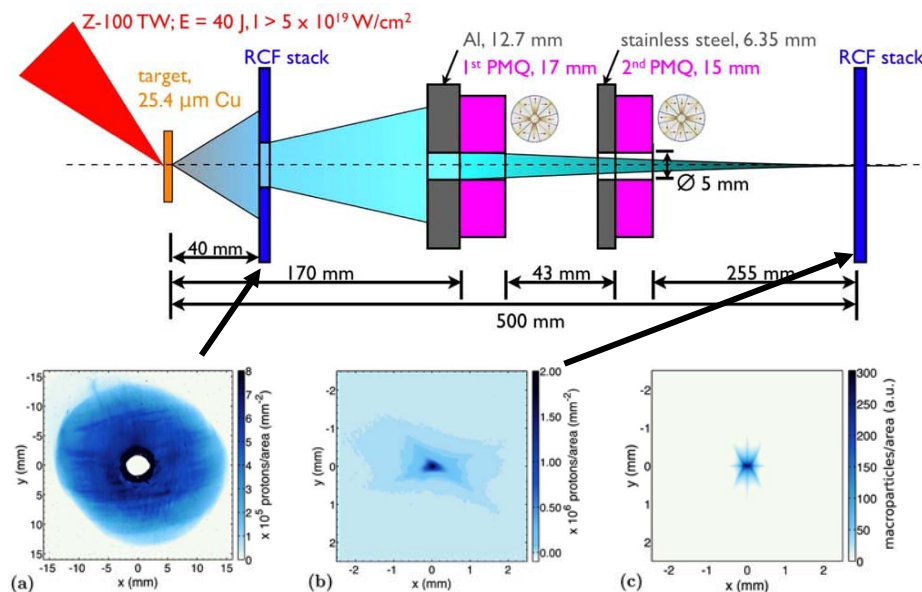 Z-100 TW; E = 40 J, I > 5 x 10¹⁹ W/cm²
target,
25.4 µm Cu
RCF stack
Al, 12.7 mm
1st PMQ, 17 mm
stainless steel, 6.35 mm
2nd PMQ, 15 mm
RCF stack
Ø 5 mm
40 mm
170 mm
43 mm
255 mm
500 mm
-15
-10
-5
0
5
10
15
y (mm)
-15 -10 -5 0 5 10 15
x (mm)
8
7
6
5
4
3
2
1
0
x 10⁵ protons/area (mm⁻²)
(a)
-2
-1
0
1
2
y (mm)
-2 -1 0 1 2
x (mm)
2.00
1.50
1.00
0.50
0.00
x 10⁶ protons/area (mm⁻²)
(b)
-2
-1
0
1
2
y (mm)
-2 -1 0 1 2
x (mm)
300
250
200
150
100
50
0
macroparticles/area (a.u.)
(c)